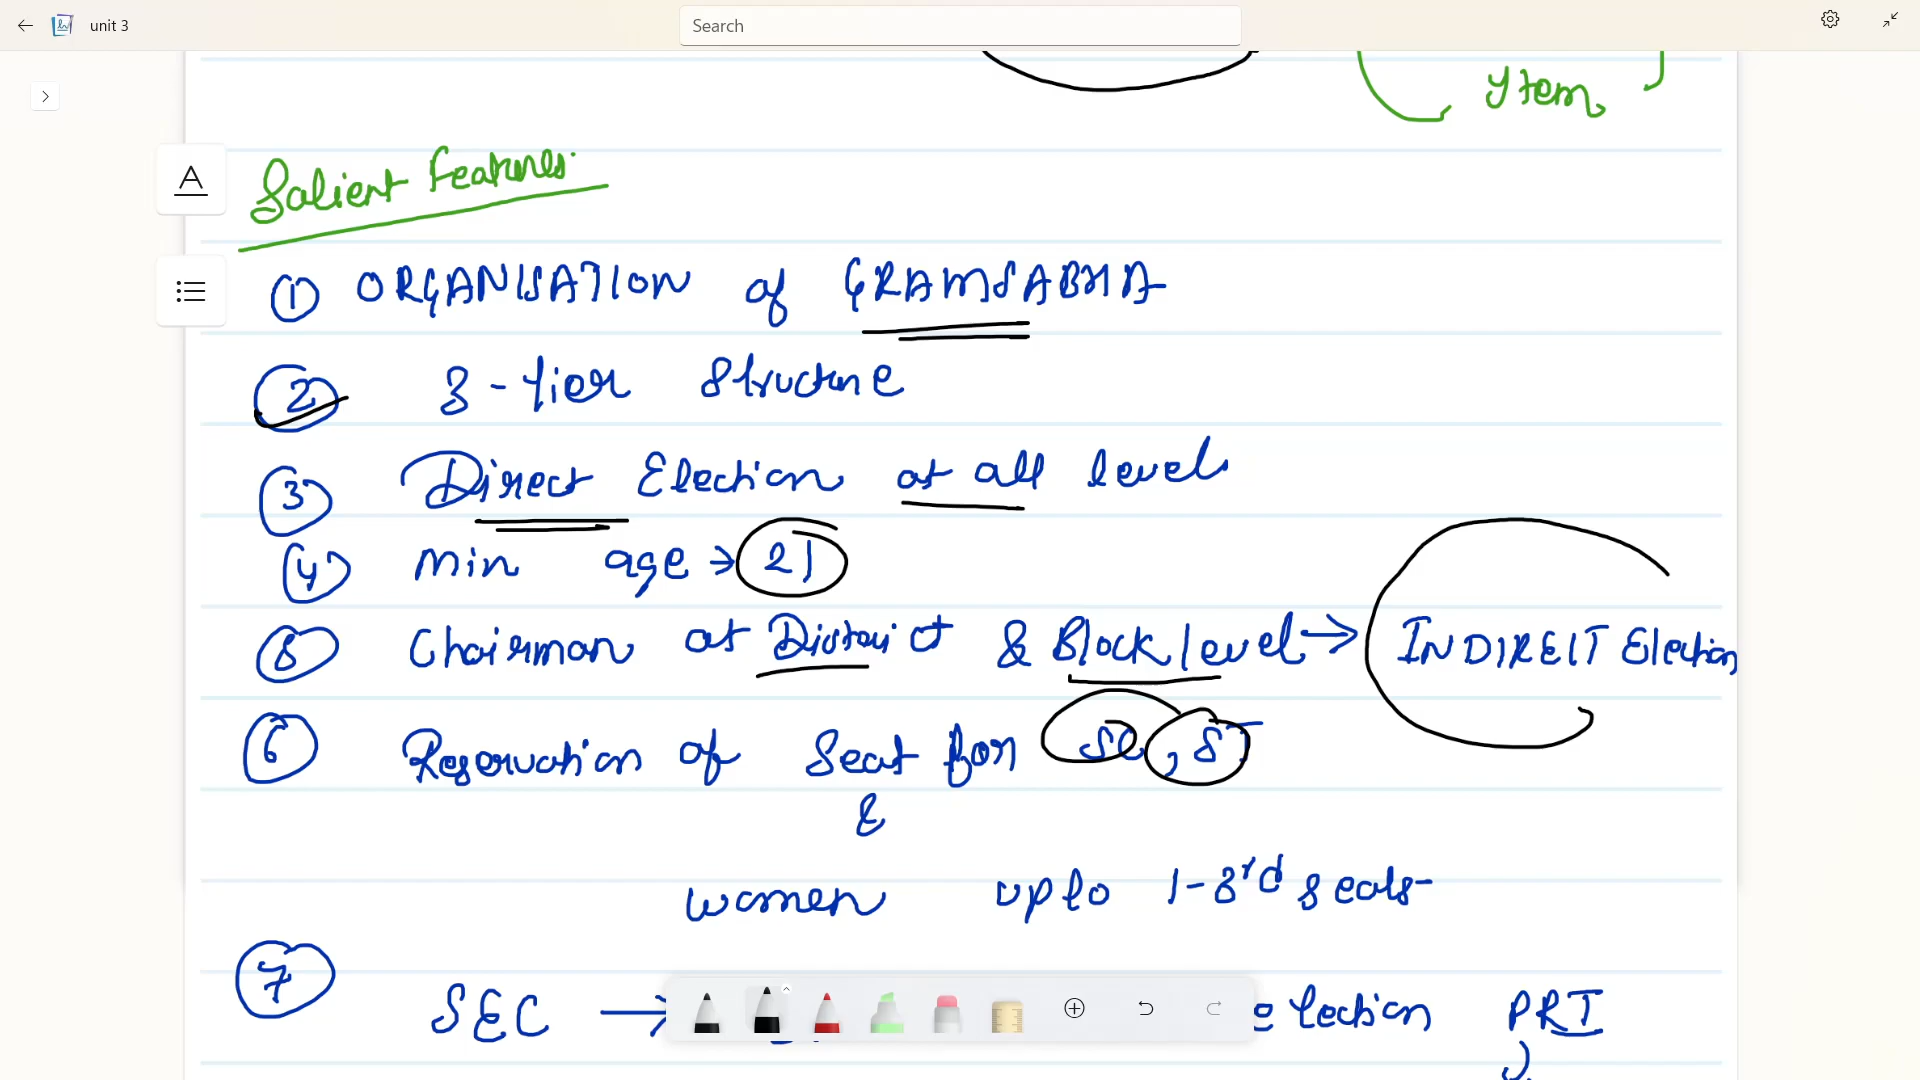 unit 3
Search
ytem
Salient Features
① ORGANISATION of GRAMSABHA
② 3-tier Structure
③ Direct Election at all level
④ Min age → 21
⑤ Chairman at District & Block level → INDIRECT Election
⑥ Reservation of Seat for SC, ST
&
women upto 1-3rd seats
⑦ SEC → election PRI